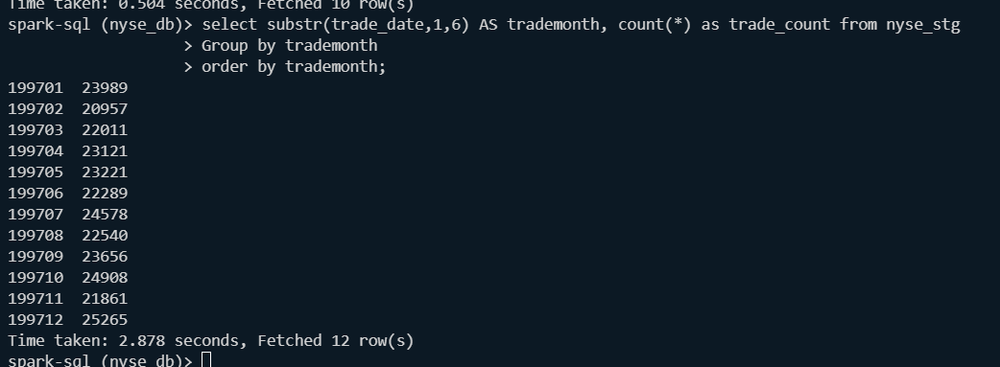 Time taken: 0.504 seconds, Fetched 10 row(s)
spark-sql (nyse_db)> select substr(trade_date,1,6) AS trademonth, count(*) as trade_count from nyse_stg
> Group by trademonth
> order by trademonth;
199701 23989
199702 20957
199703 22011
199704 23121
199705 23221
199706 22289
199707 24578
199708 22540
199709 23656
199710 24908
199711 21861
199712 25265
Time taken: 2.878 seconds, Fetched 12 row(s)
spark-sql (nyse_db)>